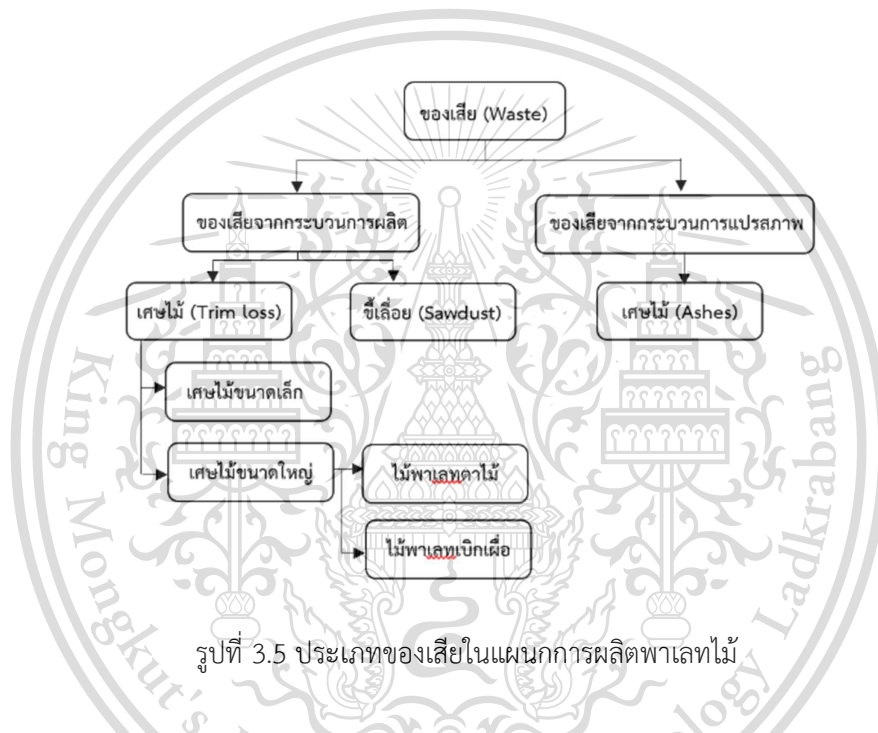 ของเสีย (Waste)
ของเสียจากกระบวนการผลิต
ของเสียจากกระบวนการแปรสภาพ
เศษไม้ (Trim loss)
ขี้เลื่อย (Sawdust)
เศษไม้ (Ashes)
เศษไม้ขนาดเล็ก
เศษไม้ขนาดใหญ่
ไม้พาเลทตาไม้
ไม้พาเลทเบิกเผื่อ
รูปที่ 3.5 ประเภทของเสียในแผนกการผลิตพาเลทไม้
King Mongkut's
Ladkrabang